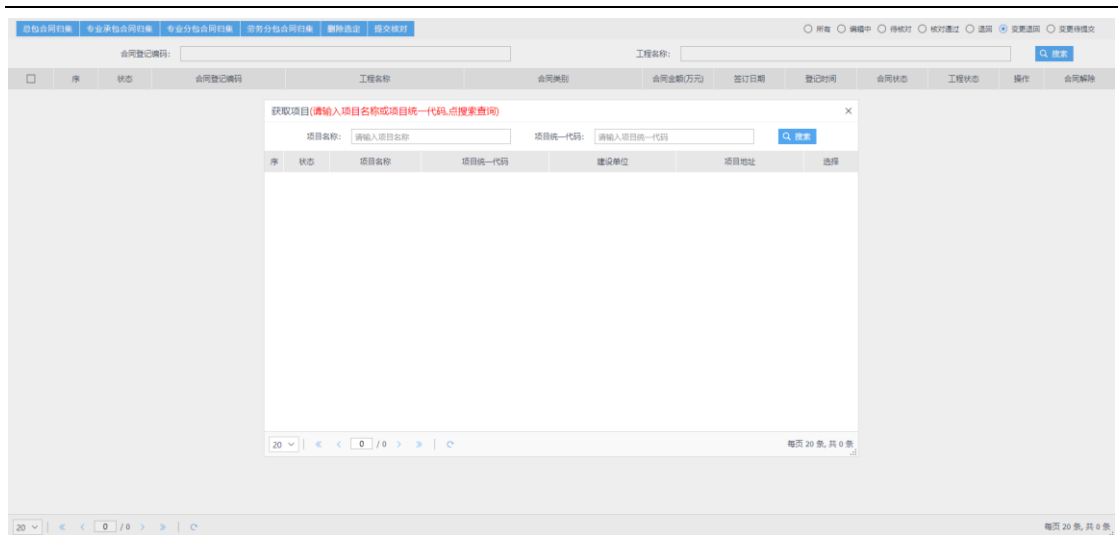 总包合同归集 专业承包合同归集 专业分包合同归集 劳务分包合同归集 删除选定 提交核对 所有 编辑中 待核对 核对通过 退回 变更退回 变更待提交
合同登记编码: 工程名称: 搜索
序 状态 合同登记编码 工程名称 合同类别 合同金额(万元) 签订日期 登记时间 合同状态 工程状态 操作 合同解除
获取项目(请输入项目名称或项目统一代码,点搜索查询) ×
项目名称: 请输入项目名称 项目统一代码: 请输入项目统一代码 搜索
序 状态 项目名称 项目统一代码 建设单位 项目地址 选择
20 0 / 0 每页 20 条, 共 0 条
20 0 / 0 每页 20 条, 共 0 条